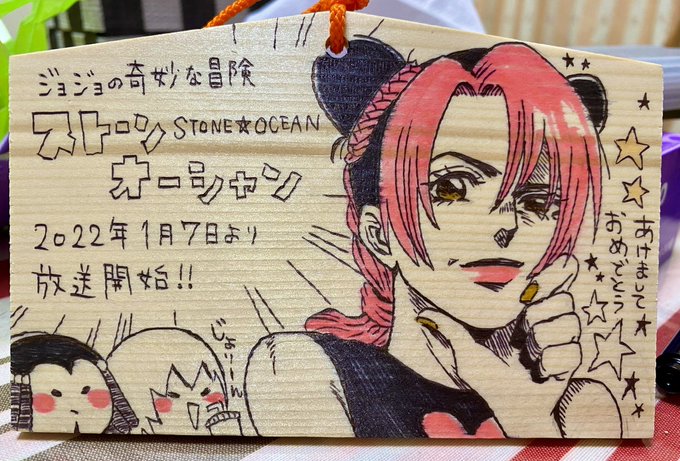 ジョジョの奇妙な冒険
ストーン STONE☆OCEAN
オーシャン
2022年1月7日より
放送開始!!
じょりーん
あけまして
おめでとう